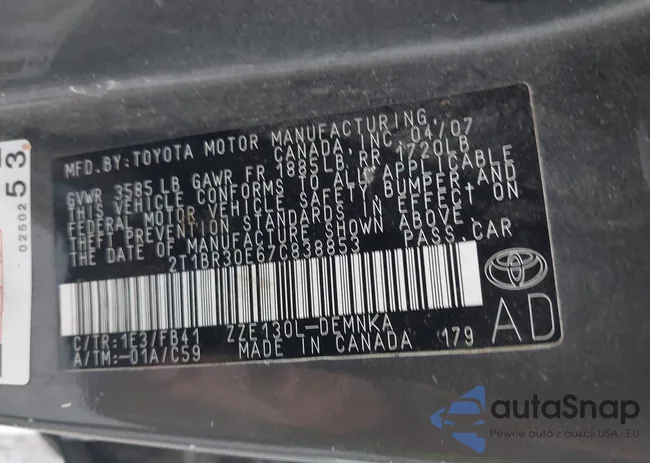 53
02502
MFD. BY: TOYOTA MOTOR MANUFACTURING
CANADA, INC. 04/07
GVWR 3585 LB GAWR FR 1885LB, RR 1720LB
THIS VEHICLE CONFORMS TO ALL APPLICABLE
FEDERAL MOTOR VEHICLE SAFETY, BUMPER, AND
THEFT PREVENTION STANDARDS IN EFFECT ON
THE DATE OF MANUFACTURE SHOWN ABOVE.
2T1BR30E67C838853 PASS. CAR
C/TR: 1E3/FB41 ZZE130L-DEMNKA
A/TM:-01A/C59 MADE IN CANADA 179
AD
autaSnap
Pewne auta z aukcji USA i EU